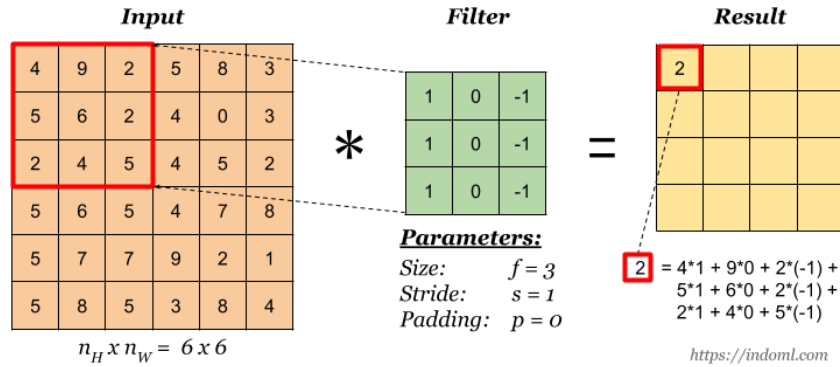 Input
4 9 2 5 8 3
5 6 2 4 0 3
2 4 5 4 5 2
5 6 5 4 7 8
5 7 7 9 2 1
5 8 5 3 8 4
n_H x n_W = 6 x 6
*
Filter
1 0 -1
1 0 -1
1 0 -1
Parameters:
Size: f = 3
Stride: s = 1
Padding: p = 0
=
Result
2
2 = 4*1 + 9*0 + 2*(-1) +
5*1 + 6*0 + 2*(-1) +
2*1 + 4*0 + 5*(-1)
https://indoml.com